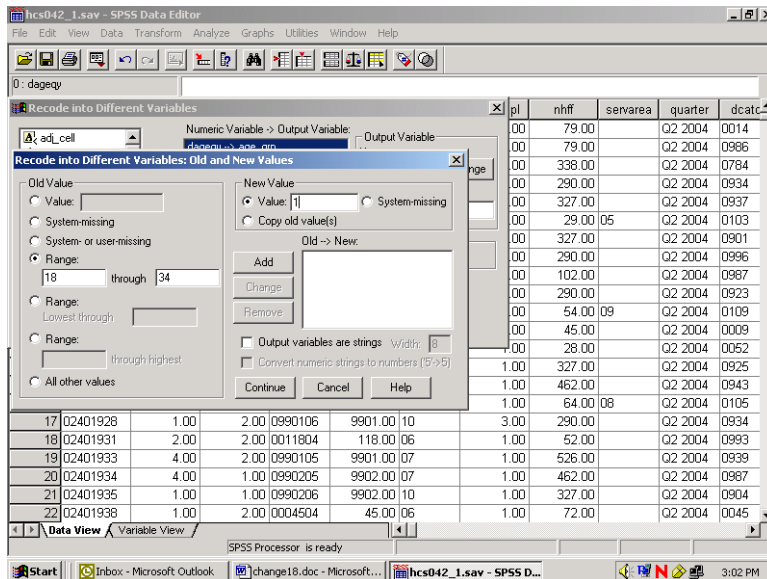 hcs042_1.sav - SPSS Data Editor
File Edit View Data Transform Analyze Graphs Utilities Window Help
0 : dageqy
Recode into Different Variables
adj_cell
Numeric Variable -> Output Variable:
Output Variable
Recode into Different Variables: Old and New Values
Old Value
Value:
System-missing
System- or user-missing
Range:
18 through 34
Range:
Lowest through
Range:
through highest
All other values
New Value
Value: 1 System-missing
Copy old value(s)
Old --> New:
Add
Change
Remove
Output variables are strings Width: 8
Convert numeric strings to numbers ('5'->5)
Continue Cancel Help
pl nhff servarea quarter dcatc
.00 79.00 Q2 2004 0014
.00 79.00 Q2 2004 0986
.00 338.00 Q2 2004 0784
.00 290.00 Q2 2004 0934
.00 327.00 Q2 2004 0937
.00 29.00 05 Q2 2004 0103
.00 327.00 Q2 2004 0901
.00 290.00 Q2 2004 0996
.00 102.00 Q2 2004 0987
.00 290.00 Q2 2004 0923
.00 54.00 09 Q2 2004 0109
.00 45.00 Q2 2004 0009
.00 28.00 Q2 2004 0052
1.00 327.00 Q2 2004 0925
1.00 462.00 Q2 2004 0943
1.00 64.00 08 Q2 2004 0105
17 02401928 1.00 2.00 0990106 9901.00 10 3.00 290.00 Q2 2004 0934
18 02401931 2.00 2.00 0011804 118.00 06 1.00 52.00 Q2 2004 0993
19 02401933 4.00 2.00 0990105 9901.00 07 1.00 526.00 Q2 2004 0939
20 02401934 4.00 1.00 0990205 9902.00 07 1.00 462.00 Q2 2004 0987
21 02401935 1.00 1.00 0990206 9902.00 10 1.00 327.00 Q2 2004 0904
22 02401938 1.00 2.00 0004504 45.00 06 1.00 72.00 Q2 2004 0045
Data View Variable View
SPSS Processor is ready
Start Inbox - Microsoft Outlook change18.doc - Microsoft... hcs042_1.sav - SPSS D... 3:02 PM